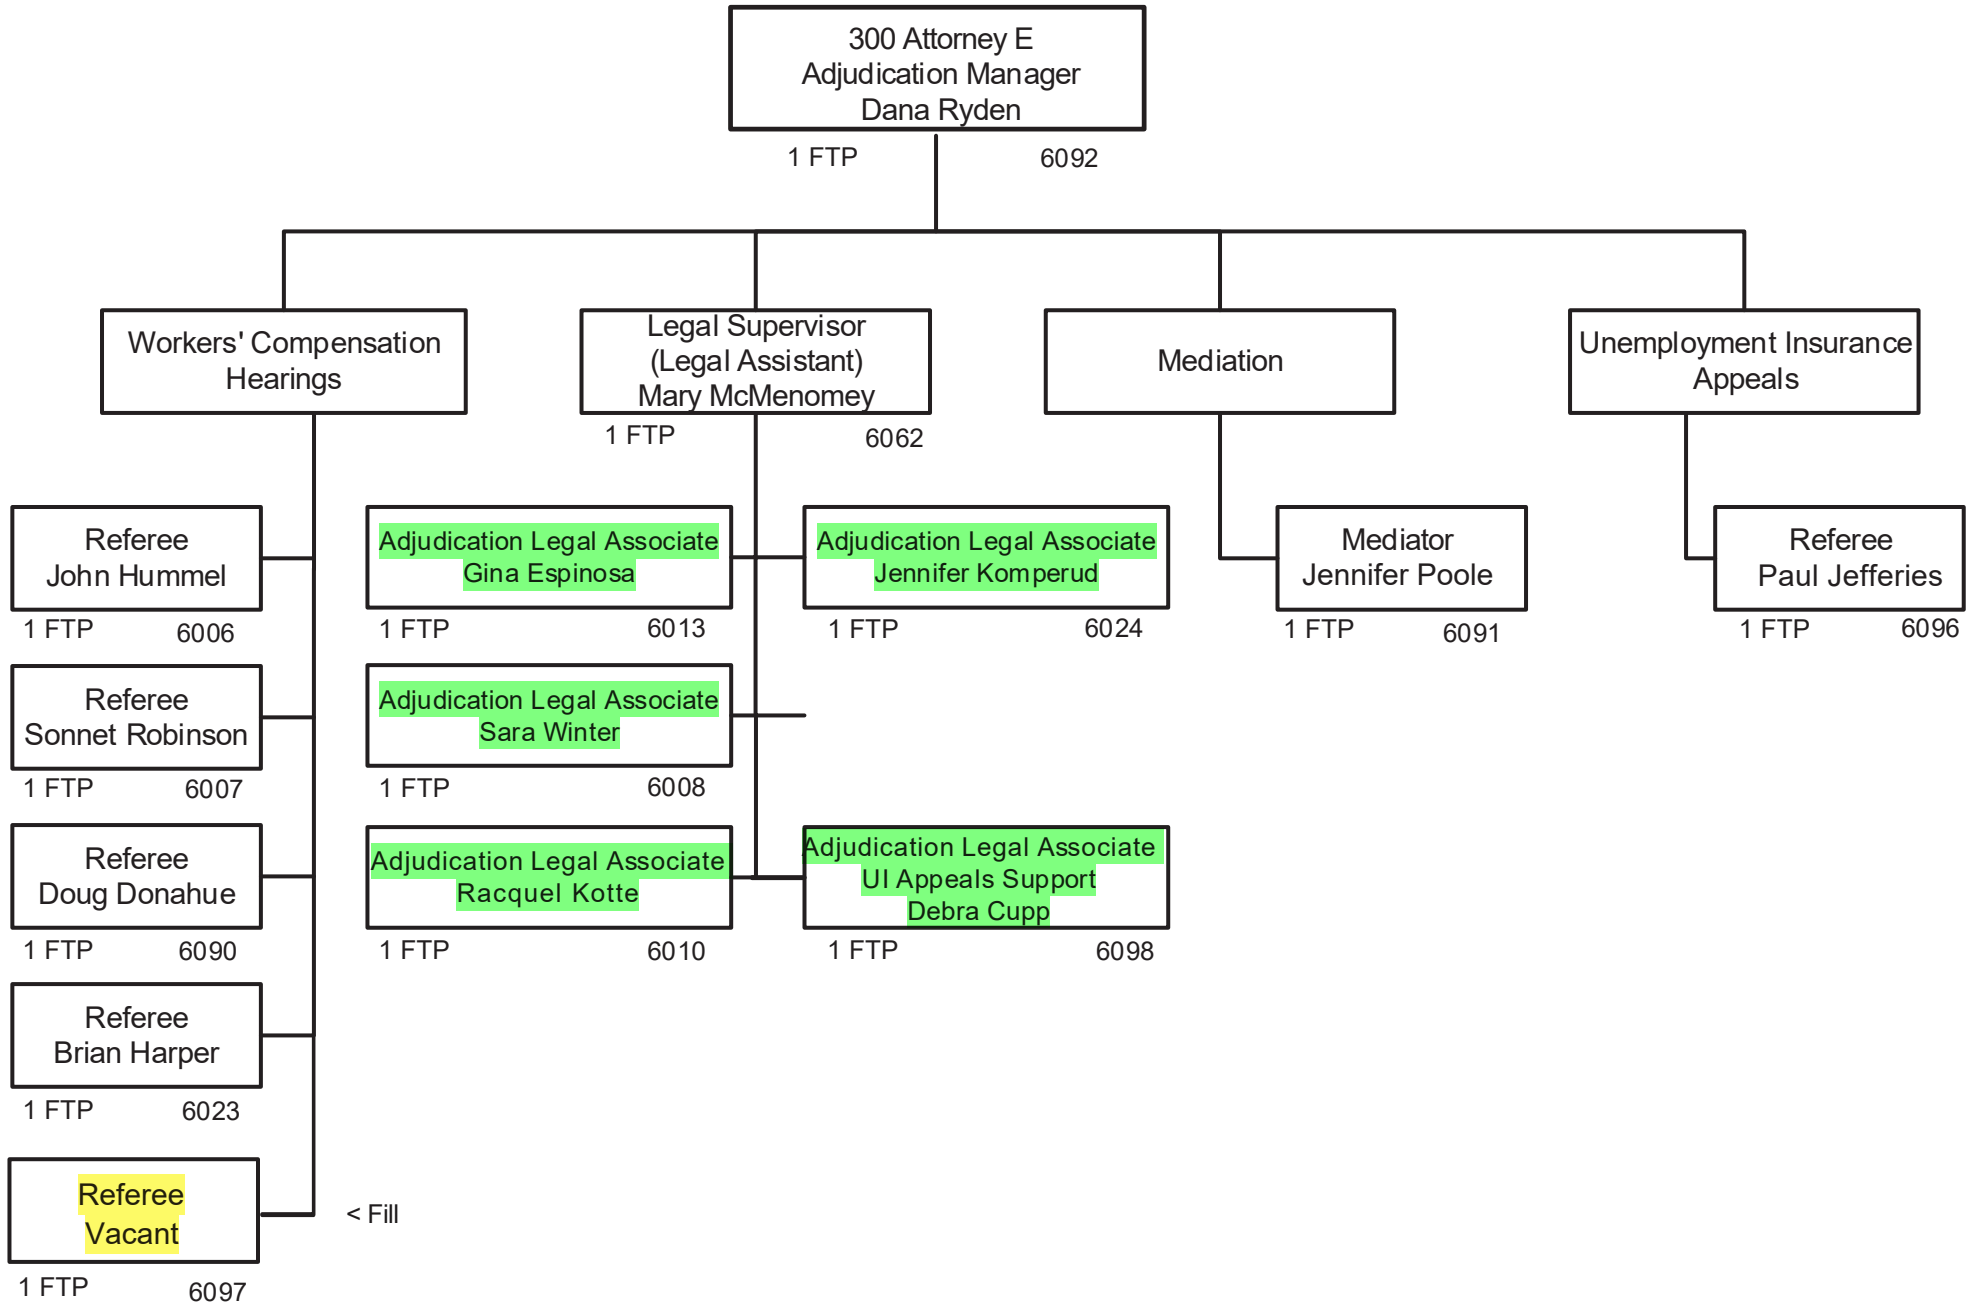 300 Attorney E
Adjudication Manager
Dana Ryden
1 FTP
6092
Workers' Compensation
Hearings
Legal Supervisor
(Legal Assistant)
Mary McMenomey
1 FTP
6062
Mediation
Unemployment Insurance
Appeals
Referee
John Hummel
1 FTP
6006
Adjudication Legal Associate
Gina Espinosa
1 FTP
6013
Adjudication Legal Associate
Jennifer Komperud
1 FTP
6024
Mediator
Jennifer Poole
1 FTP
6091
Referee
Paul Jefferies
1 FTP
6096
Referee
Sonnet Robinson
1 FTP
6007
Adjudication Legal Associate
Sara Winter
1 FTP
6008
Referee
Doug Donahue
1 FTP
6090
Adjudication Legal Associate
Racquel Kotte
1 FTP
6010
Adjudication Legal Associate
UI Appeals Support
Debra Cupp
1 FTP
6098
Referee
Brian Harper
1 FTP
6023
Referee
Vacant
< Fill
1 FTP
6097